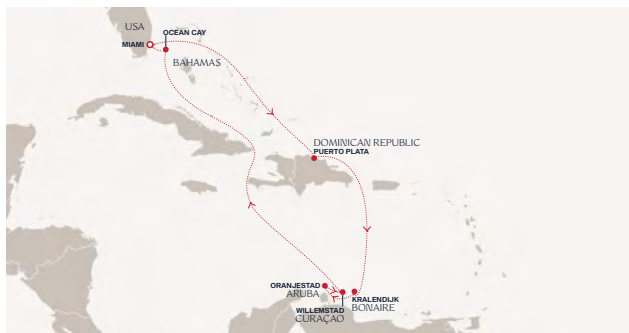 OCEAN CAY
USA
MIAMI
BAHAMAS
DOMINICAN REPUBLIC
PUERTO PLATA
ORANJESTAD
ARUBA
KRALENDIJK
BONAIRE
WILLEMSTAD
CURAÇAO